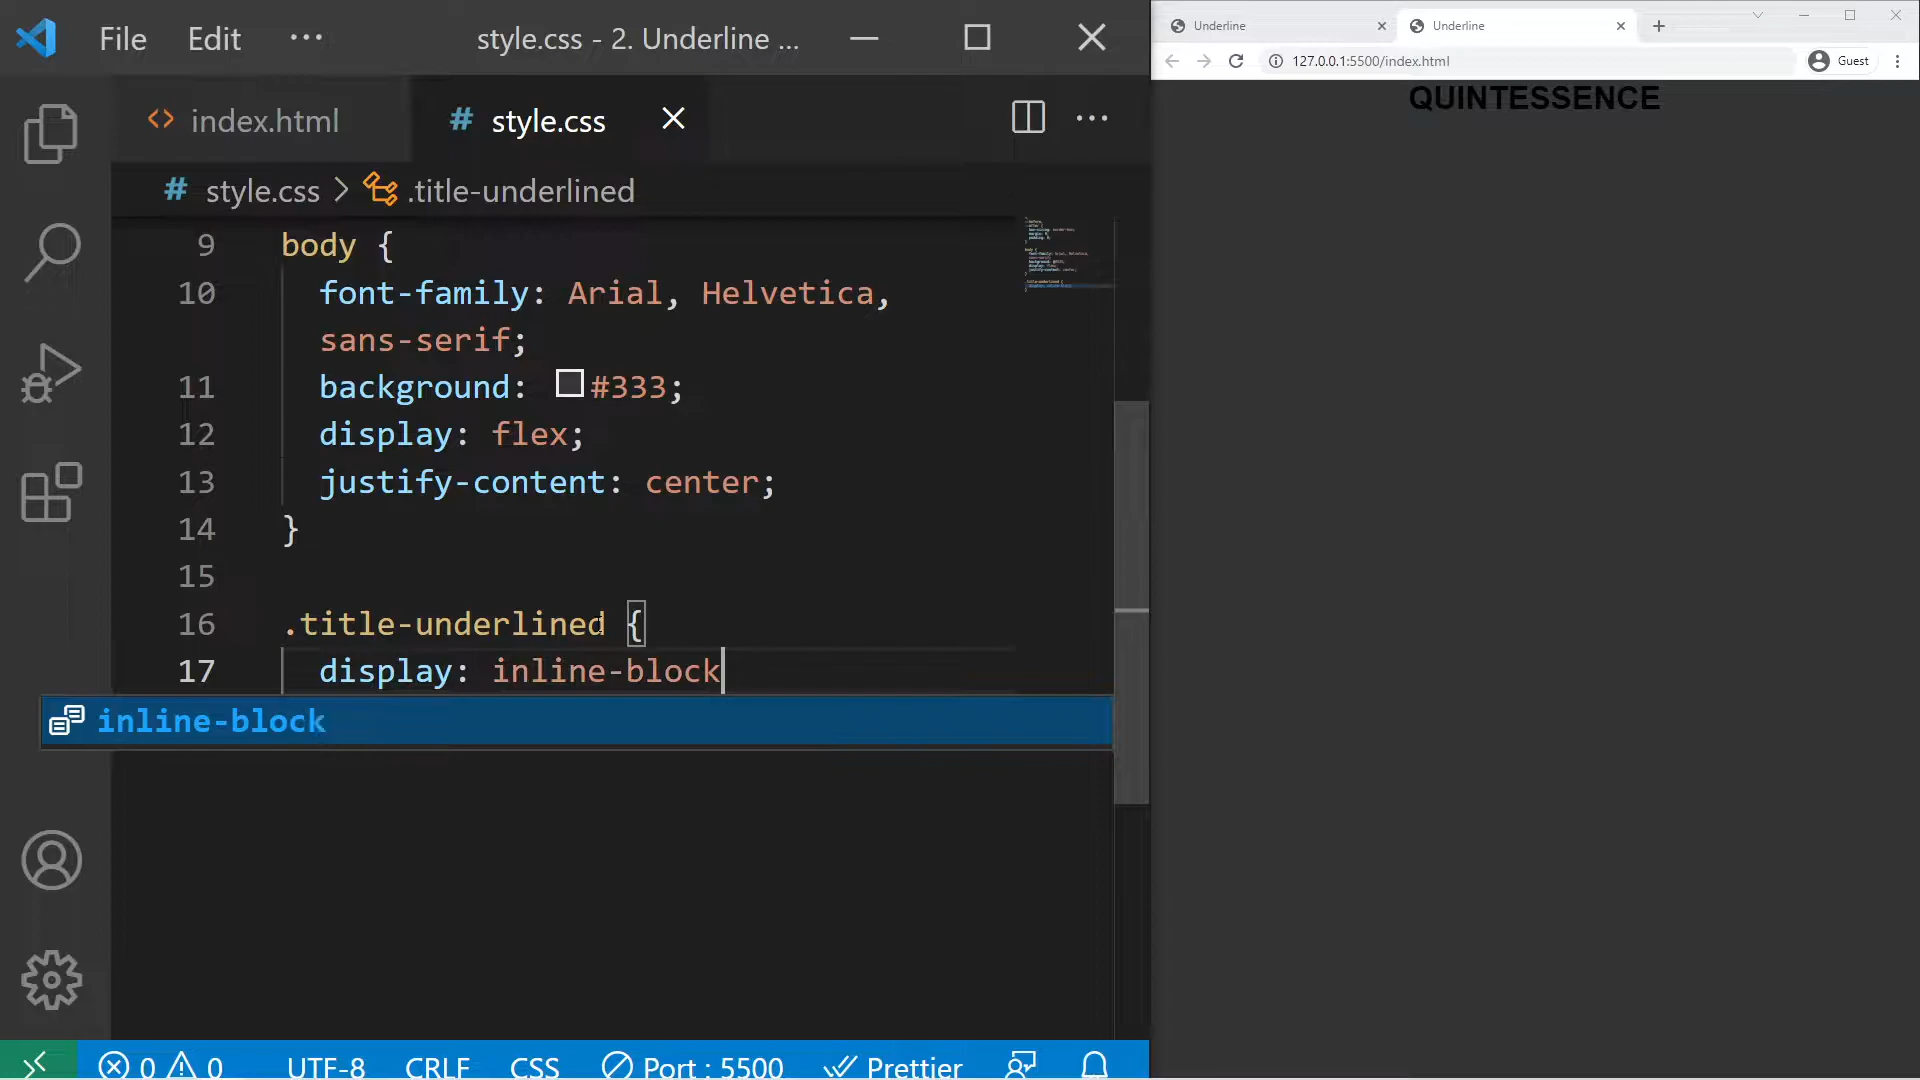 File Edit ··· style.css - 2. Underline ...
index.html
# style.css
# style.css > .title-underlined
9 body {
10 font-family: Arial, Helvetica,
sans-serif;
11 background: #333;
12 display: flex;
13 justify-content: center;
14 }
15
16 .title-underlined {
17 display: inline-block
inline-block
0 0 UTF-8 CRLF CSS Port : 5500 Prettier
Underline
Underline
127.0.0.1:5500/index.html
Guest
QUINTESSENCE